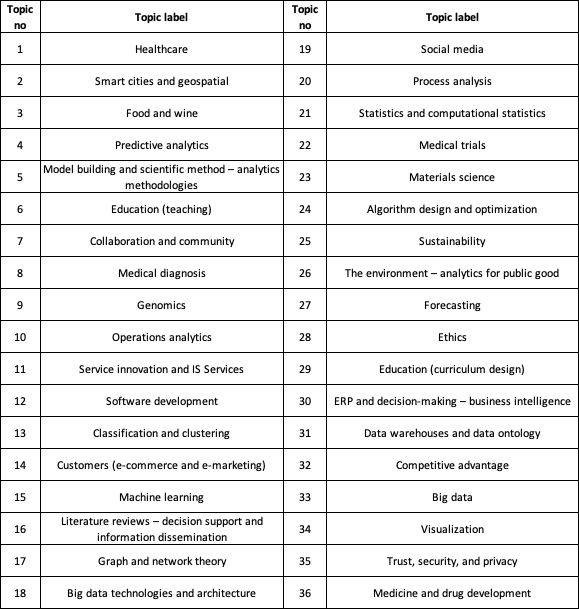 Topic no Topic label Topic no Topic label
1 Healthcare 19 Social media
2 Smart cities and geospatial 20 Process analysis
3 Food and wine 21 Statistics and computational statistics
4 Predictive analytics 22 Medical trials
5 Model building and scientific method – analytics methodologies 23 Materials science
6 Education (teaching) 24 Algorithm design and optimization
7 Collaboration and community 25 Sustainability
8 Medical diagnosis 26 The environment – analytics for public good
9 Genomics 27 Forecasting
10 Operations analytics 28 Ethics
11 Service innovation and IS Services 29 Education (curriculum design)
12 Software development 30 ERP and decision-making – business intelligence
13 Classification and clustering 31 Data warehouses and data ontology
14 Customers (e-commerce and e-marketing) 32 Competitive advantage
15 Machine learning 33 Big data
16 Literature reviews – decision support and information dissemination 34 Visualization
17 Graph and network theory 35 Trust, security, and privacy
18 Big data technologies and architecture 36 Medicine and drug development